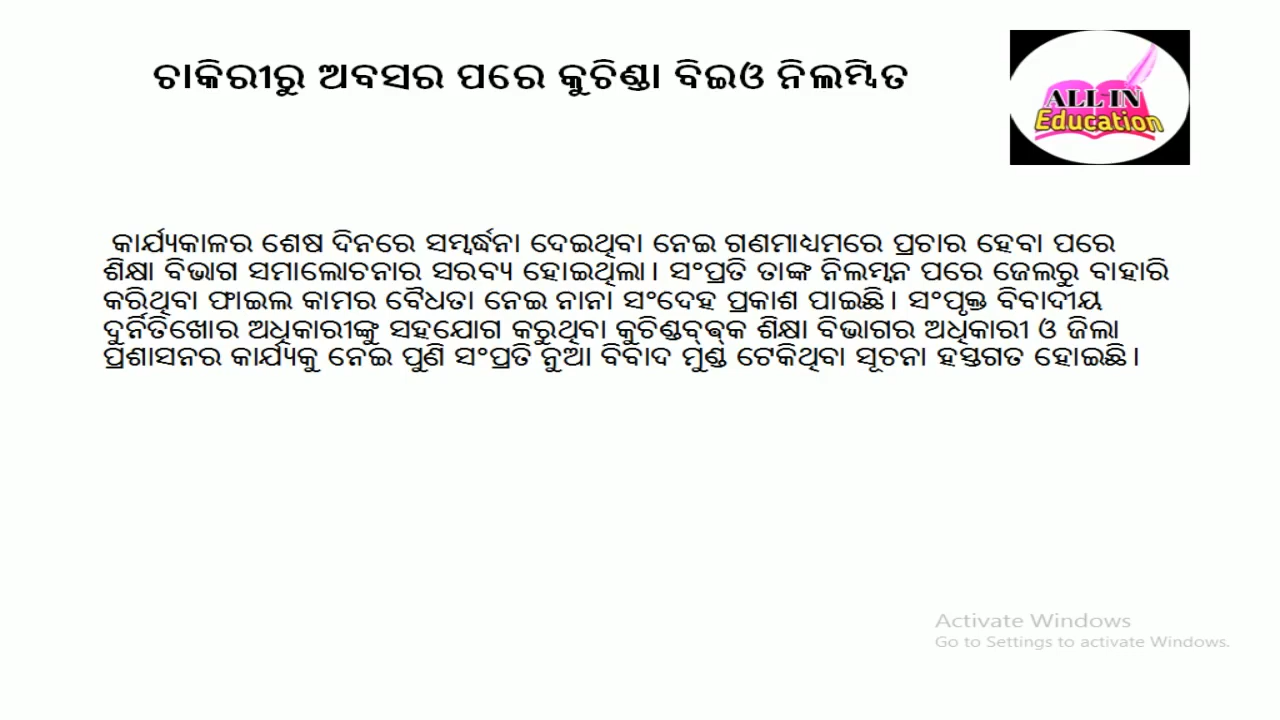 ଚାକିରୀରୁ ଅବସର ପରେ କୁଚିଣ୍ଡା ବିଇଓ ନିଲମ୍ବିତ
ALL IN
Education
କାର୍ଯ୍ୟକାଳର ଶେଷ ଦିନରେ ସମ୍ବର୍ଦ୍ଧନା ଦେଇଥିବା ନେଇ ଗଣମାଧ୍ୟମରେ ପ୍ରଚାର ହେବା ପରେ
ଶିକ୍ଷା ବିଭାଗ ସମାଲୋଚନାର ସରବ୍ୟ ହୋଇଥିଲା। ସଂପ୍ରତି ତାଙ୍କ ନିଲମ୍ବନ ପରେ ଜେଲରୁ ବାହାରି
କରିଥିବା ଫାଇଲ କାମର ବୈଧତା ନେଇ ନାନା ସଂଦେହ ପ୍ରକାଶ ପାଇଛି। ସଂପୃକ୍ତ ବିବାଦୀୟ
ଦୁର୍ନିତିଖୋର ଅଧିକାରୀଙ୍କୁ ସହଯୋଗ କରୁଥିବା କୁଚିଣ୍ଡବ୍ବ୍କ ଶିକ୍ଷା ବିଭାଗର ଅଧିକାରୀ ଓ ଜିଲା
ପ୍ରଶାସନର କାର୍ଯ୍ୟକୁ ନେଇ ପୁଣି ସଂପ୍ରତି ନୂଆ ବିବାଦ ମୁଣ୍ଡ ଟେକିଥିବା ସୂଚନା ହସ୍ତଗତ ହୋଇଛି।
Activate Windows
Go to Settings to activate Windows.